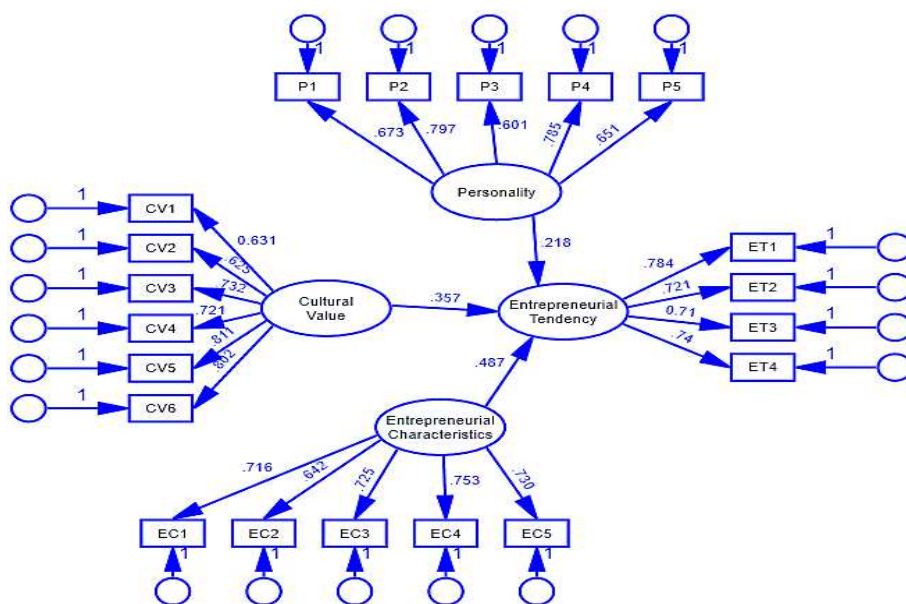 1 1 1 1 1
P1 P2 P3 P4 P5
.673 .797 .601 .785 .651
Personality
.218
1 CV1
1 CV2
1 CV3
1 CV4
1 CV5
1 CV6
0.631
.625
.732
.721
.811
.802
Cultural
Value
.357
Entrepreneurial
Tendency
.784
.721
0.71
.74
ET1 1
ET2 1
ET3 1
ET4 1
.487
Entrepreneurial
Characteristics
.716 .642 .725 .753 .730
EC1 EC2 EC3 EC4 EC5
1 1 1 1 1